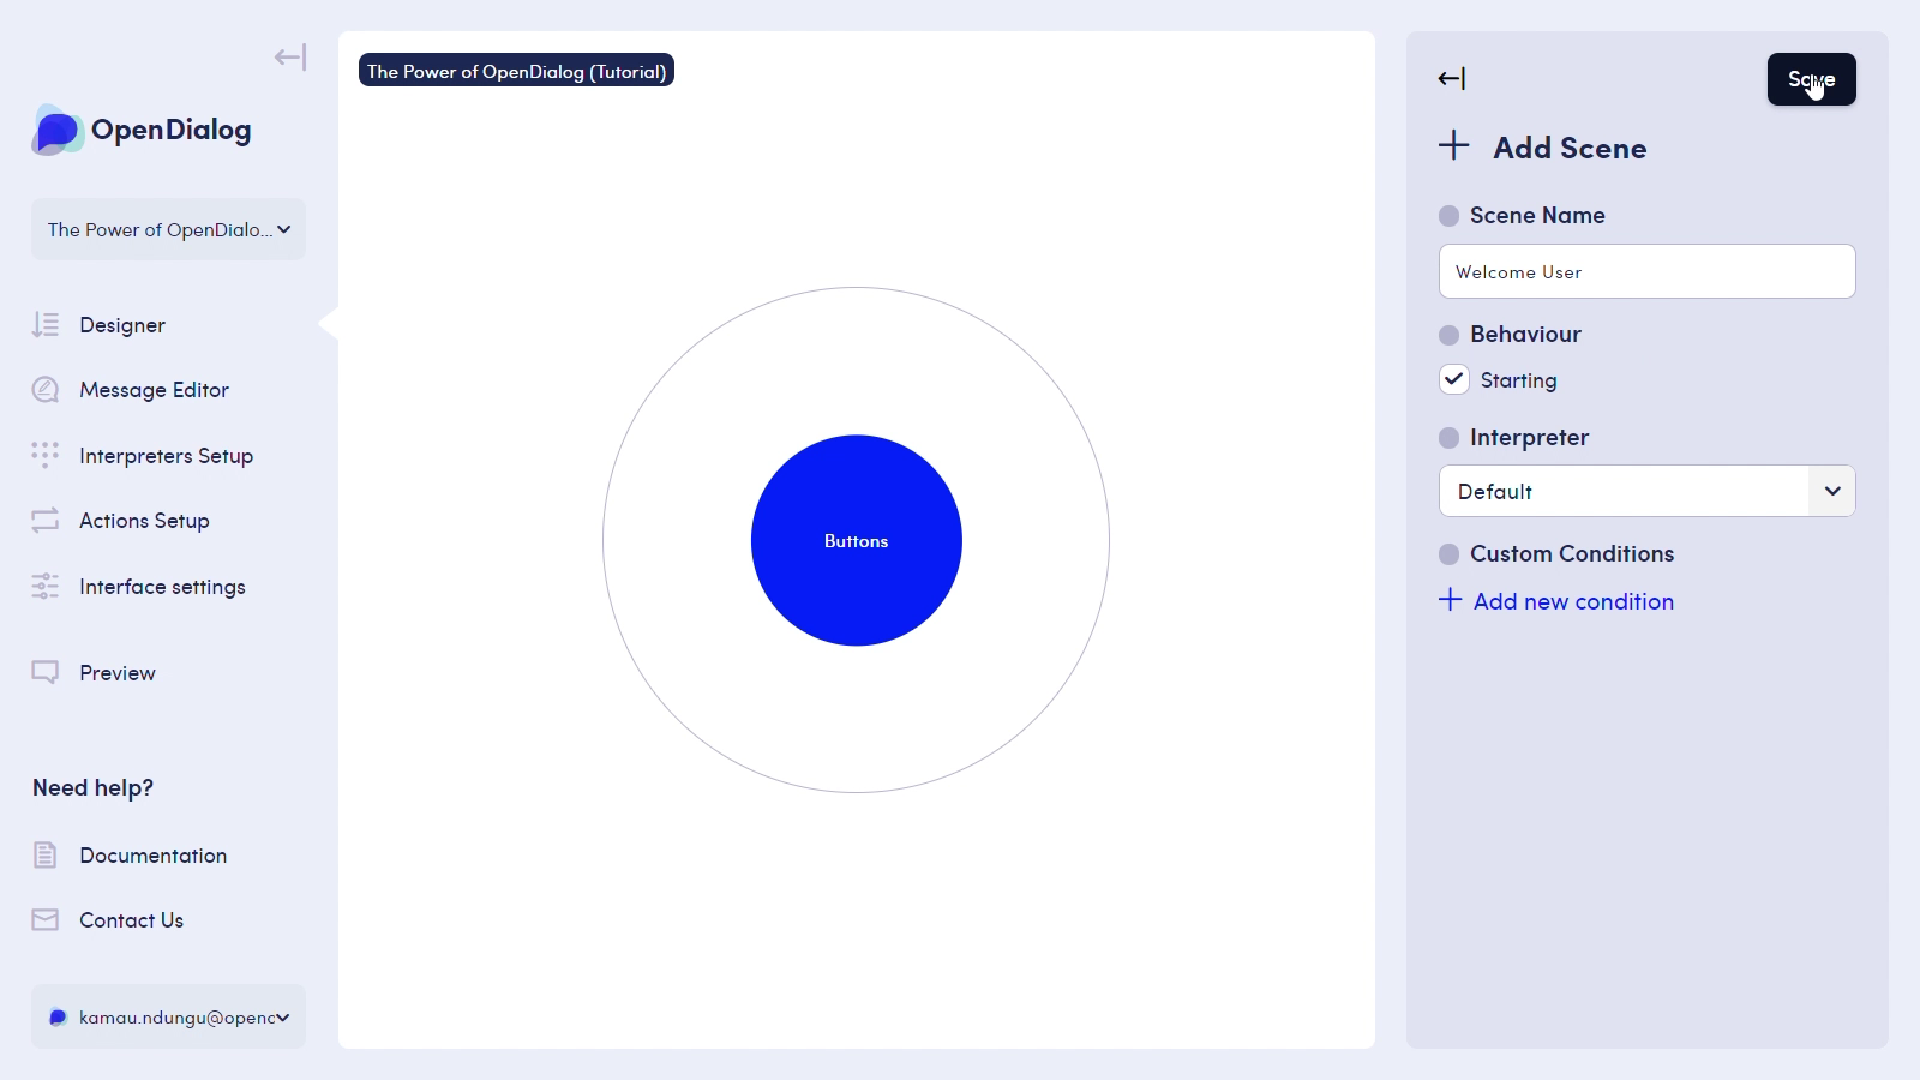 OpenDialog
The Power of OpenDialo...
Designer
Message Editor
Interpreters Setup
Actions Setup
Interface settings
Preview
Need help?
Documentation
Contact Us
kamau.ndungu@openc
The Power of OpenDialog (Tutorial)
Buttons
Save
Add Scene
Scene Name
Welcome User
Behaviour
Starting
Interpreter
Default
Custom Conditions
Add new condition